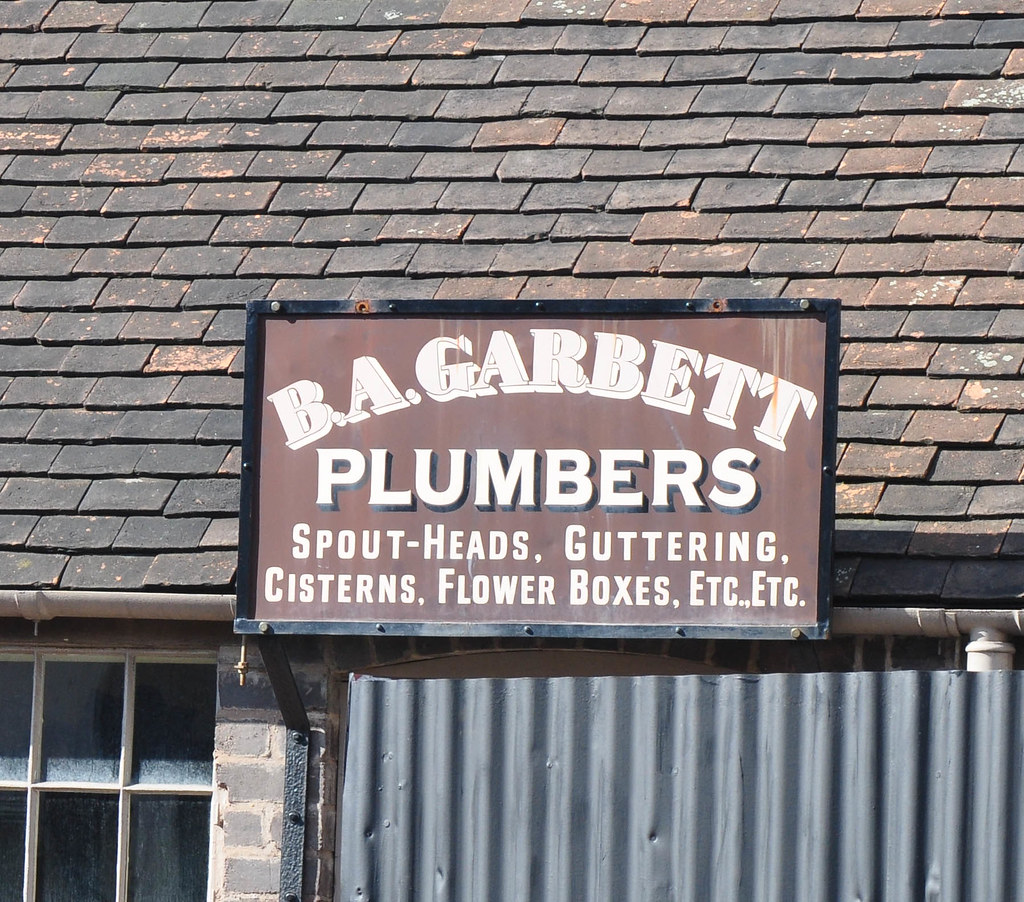 B.A. GARBETT
PLUMBERS
SPOUT-HEADS, GUTTERING,
CISTERNS, FLOWER BOXES, ETC., ETC.